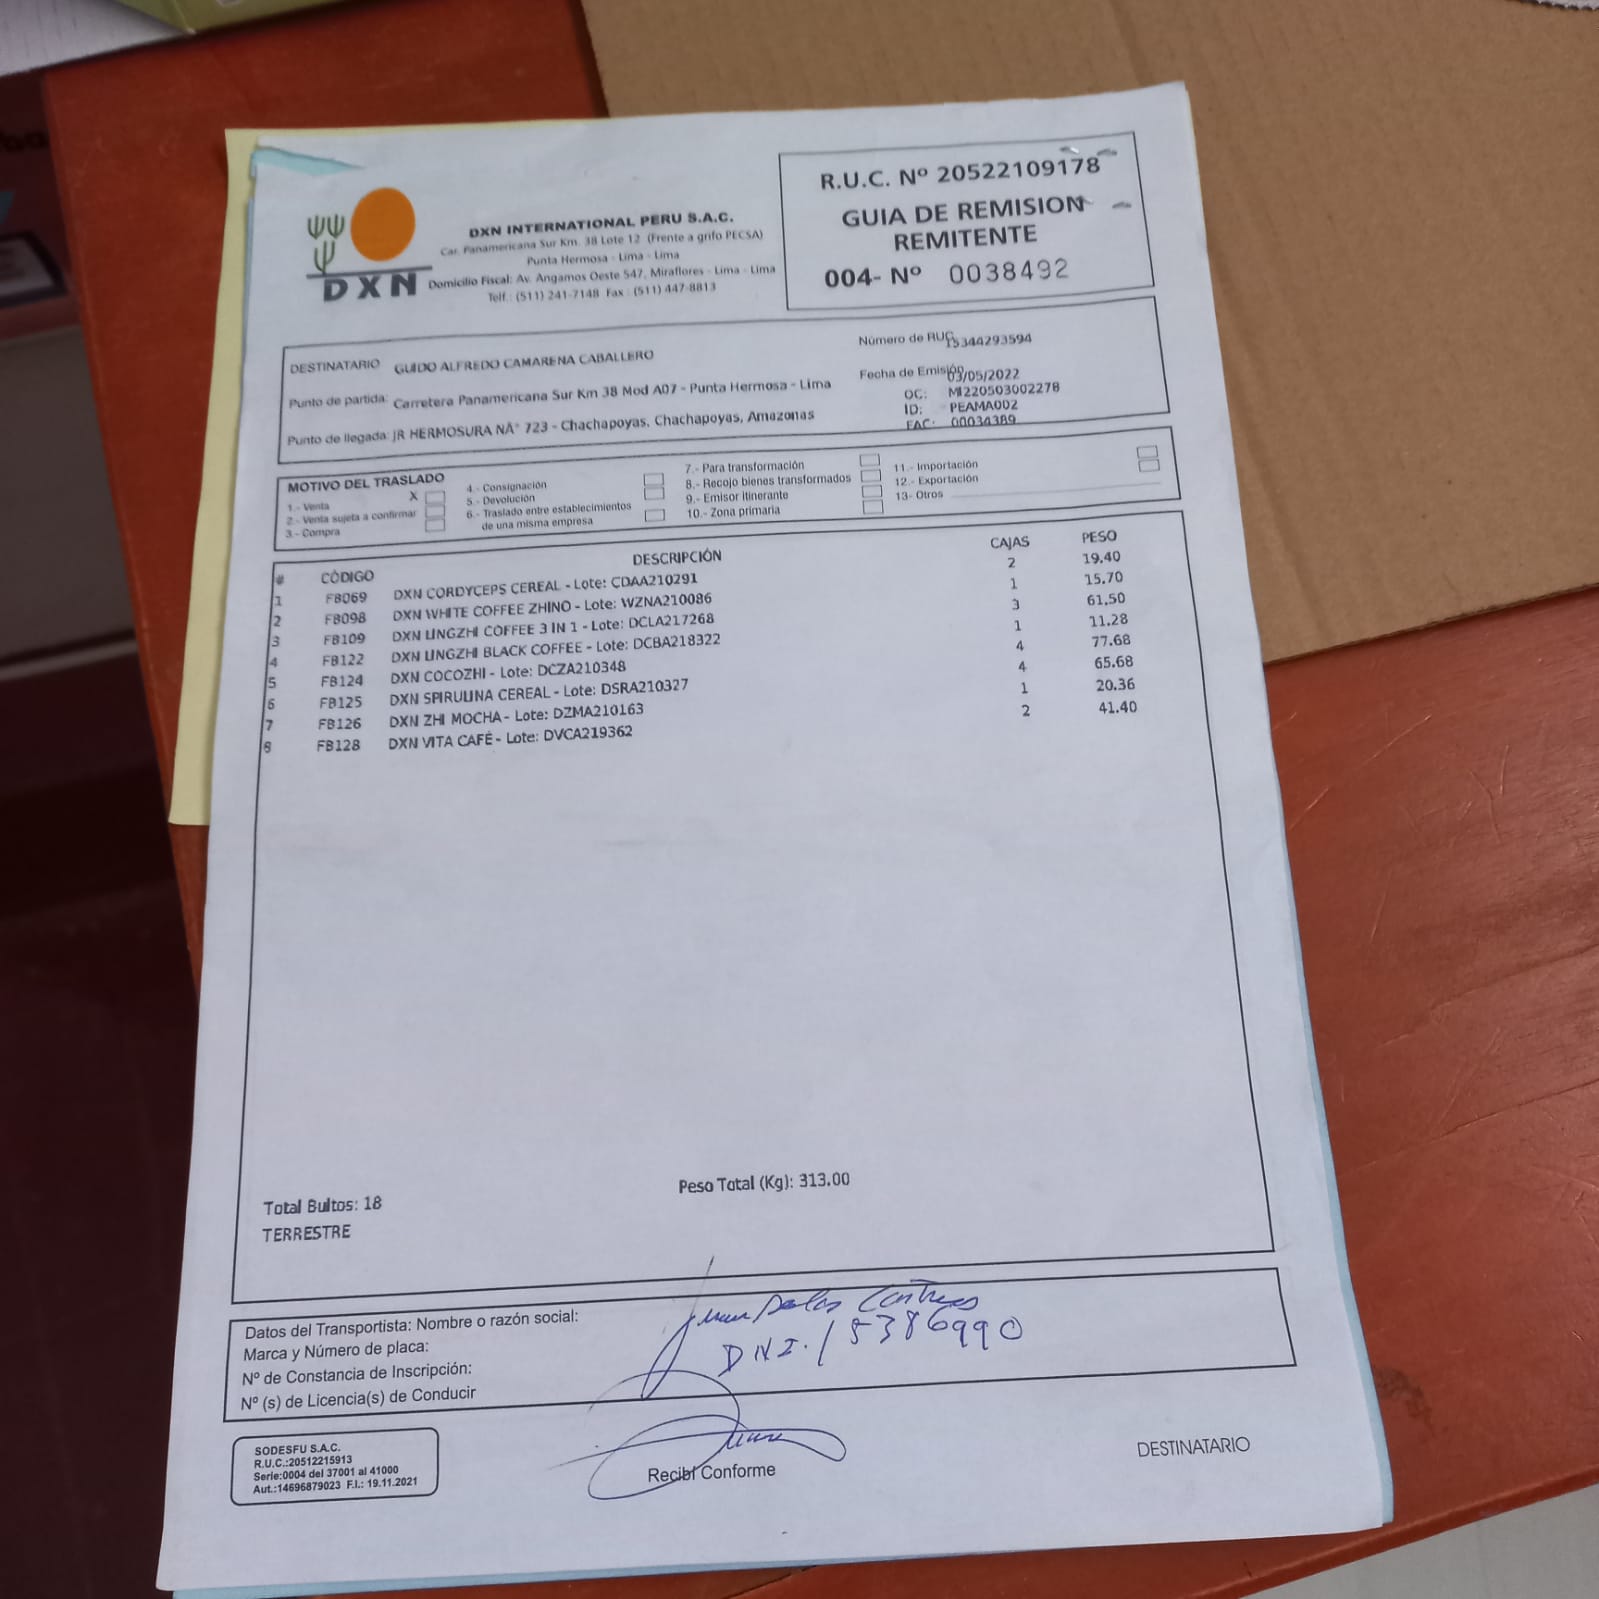 DXN
DXN INTERNATIONAL PERU S.A.C.
Car. Panamericana Sur Km. 38 Lote 12 (Frente a grifo PECSA)
Punta Hermosa - Lima - Lima
Domicilio Fiscal: Av. Angamos Oeste 547, Miraflores - Lima - Lima
Telf.: (511) 241-7148 Fax : (511) 447-8813
R.U.C. Nº 20522109178
GUIA DE REMISION
REMITENTE
004- Nº 0038492
DESTINATARIO GUIDO ALFREDO CAMARENA CABALLERO
Punto de partida: Carretera Panamericana Sur Km 38 Mod A07 - Punta Hermosa - Lima
Punto de llegada: JR HERMOSURA NÂ° 723 - Chachapoyas, Chachapoyas, Amazonas
Número de RUC 15344293594
Fecha de Emisión 03/05/2022
OC: MI220503002278
ID: PEAMA002
FAC: 00034389
MOTIVO DEL TRASLADO
1.- Venta X
2.- Venta sujeta a confirmar
3.- Compra
4.- Consignación
5.- Devolución
6.- Traslado entre establecimientos
de una misma empresa
7.- Para transformación
8.- Recojo bienes transformados
9.- Emisor itinerante
10.- Zona primaria
11.- Importación
12.- Exportación
13- Otros
# CÓDIGO DESCRIPCIÓN CAJAS PESO
1 FB069 DXN CORDYCEPS CEREAL - Lote: CDAA210291 2 19.40
2 FB098 DXN WHITE COFFEE ZHINO - Lote: WZNA210086 1 15.70
3 FB109 DXN LINGZHI COFFEE 3 IN 1 - Lote: DCLA217268 3 61.50
4 FB122 DXN LINGZHI BLACK COFFEE - Lote: DCBA218322 1 11.28
5 FB124 DXN COCOZHI - Lote: DCZA210348 4 77.68
6 FB125 DXN SPIRULINA CEREAL - Lote: DSRA210327 4 65.68
7 FB126 DXN ZHI MOCHA - Lote: DZMA210163 1 20.36
8 FB128 DXN VITA CAFÉ - Lote: DVCA219362 2 41.40
Total Bultos: 18
Peso Total (Kg): 313.00
TERRESTRE
Datos del Transportista: Nombre o razón social:
Marca y Número de placa:
Nº de Constancia de Inscripción:
Nº (s) de Licencia(s) de Conducir
D.N.I. 15386990
Recibí Conforme
DESTINATARIO
SODESFU S.A.C.
R.U.C.:20512215913
Serie:0004 del 37001 al 41000
Aut.:14696879023 F.I.: 19.11.2021